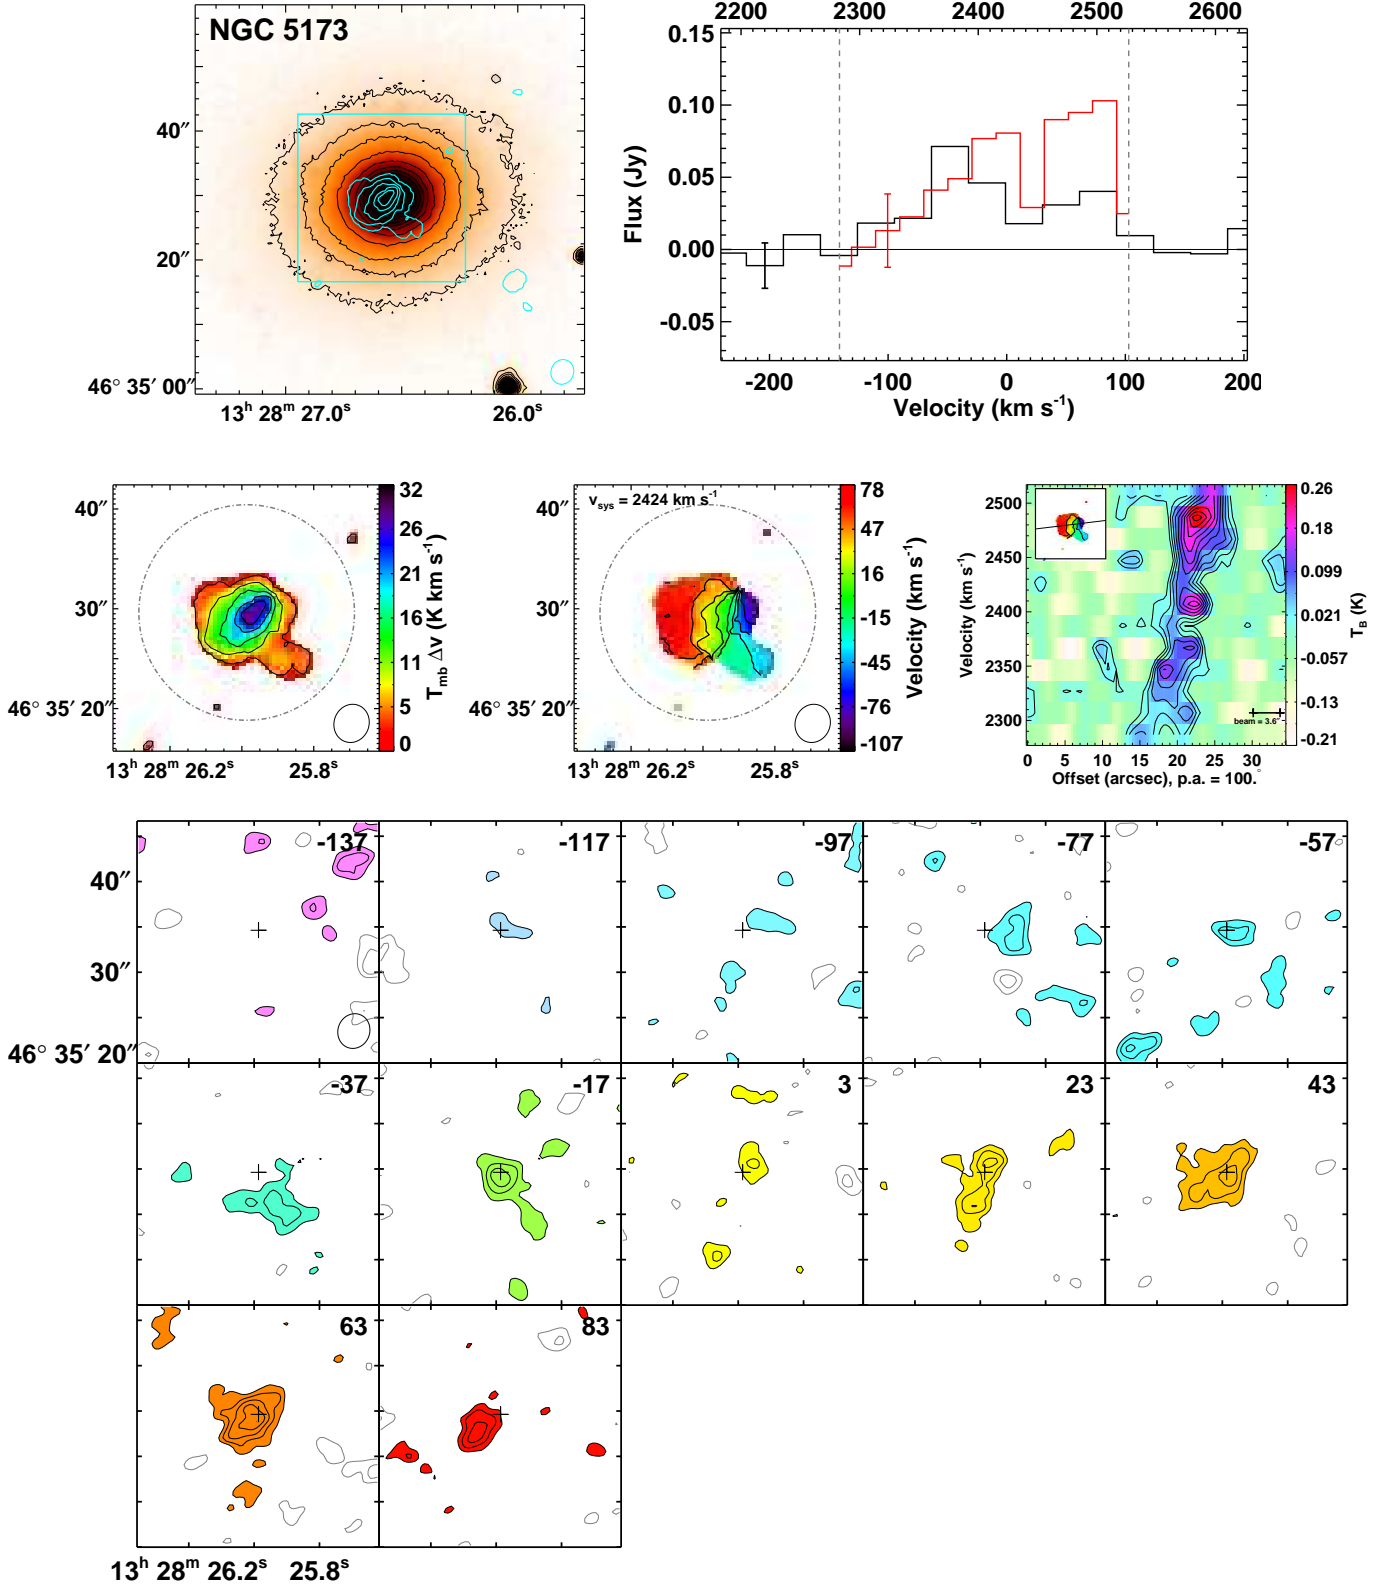 NGC 5173
40″
20″
46° 35′ 00″
13h 28m 27.0s
26.0s
2200 2300 2400 2500 2600
0.15
0.10
0.05
0.00
-0.05
Flux (Jy)
-200 -100 0 100 200
Velocity (km s-1)
40″
30″
46° 35′ 20″
13h 28m 26.2s 25.8s
32
26
21
16
11
5
0
Tmb Δv (K km s-1)
vsys = 2424 km s-1
40″
30″
46° 35′ 20″
13h 28m 26.2s 25.8s
78
47
16
-15
-45
-76
-107
Velocity (km s-1)
2500
2450
2400
2350
2300
Velocity (km s-1)
beam = 3.6″
0 5 10 15 20 25 30
Offset (arcsec), p.a. = 100.°
0.26
0.18
0.099
0.021
-0.057
-0.13
-0.21
TB (K)
-137 -117 -97 -77 -57
40″
30″
46° 35′ 20″
-37 -17 3 23 43
63 83
13h 28m 26.2s 25.8s